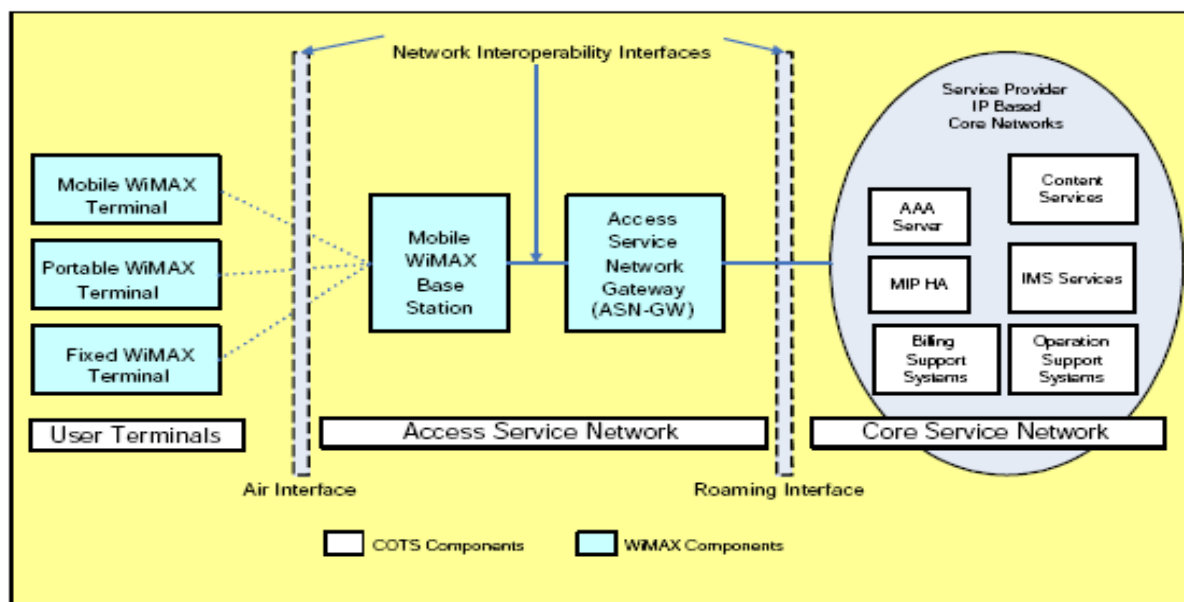 Network Interoperability Interfaces
Service Provider
IP Based
Core Networks
Mobile WiMAX
Terminal
Portable WiMAX
Terminal
Fixed WiMAX
Terminal
Mobile
WiMAX
Base
Station
Access
Service
Network
Gateway
(ASN-GW)
AAA
Server
Content
Services
MIP HA
IMS Services
Billing
Support
Systems
Operation
Support
Systems
User Terminals
Access Service Network
Core Service Network
Air Interface
Roaming Interface
COTS Components
WiMAX Components